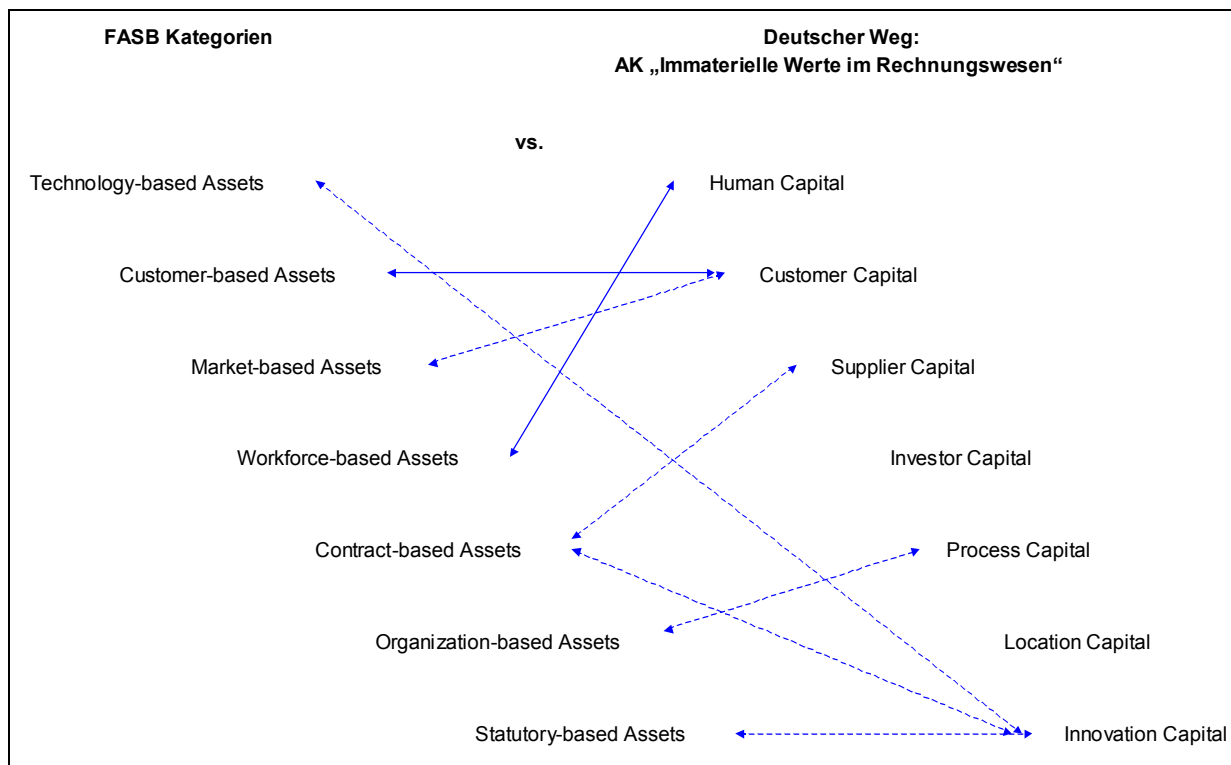 FASB Kategorien
Deutscher Weg:
AK „Immaterielle Werte im Rechnungswesen“
vs.
Technology-based Assets
Human Capital
Customer-based Assets
Customer Capital
Market-based Assets
Supplier Capital
Workforce-based Assets
Investor Capital
Contract-based Assets
Process Capital
Organization-based Assets
Location Capital
Statutory-based Assets
Innovation Capital